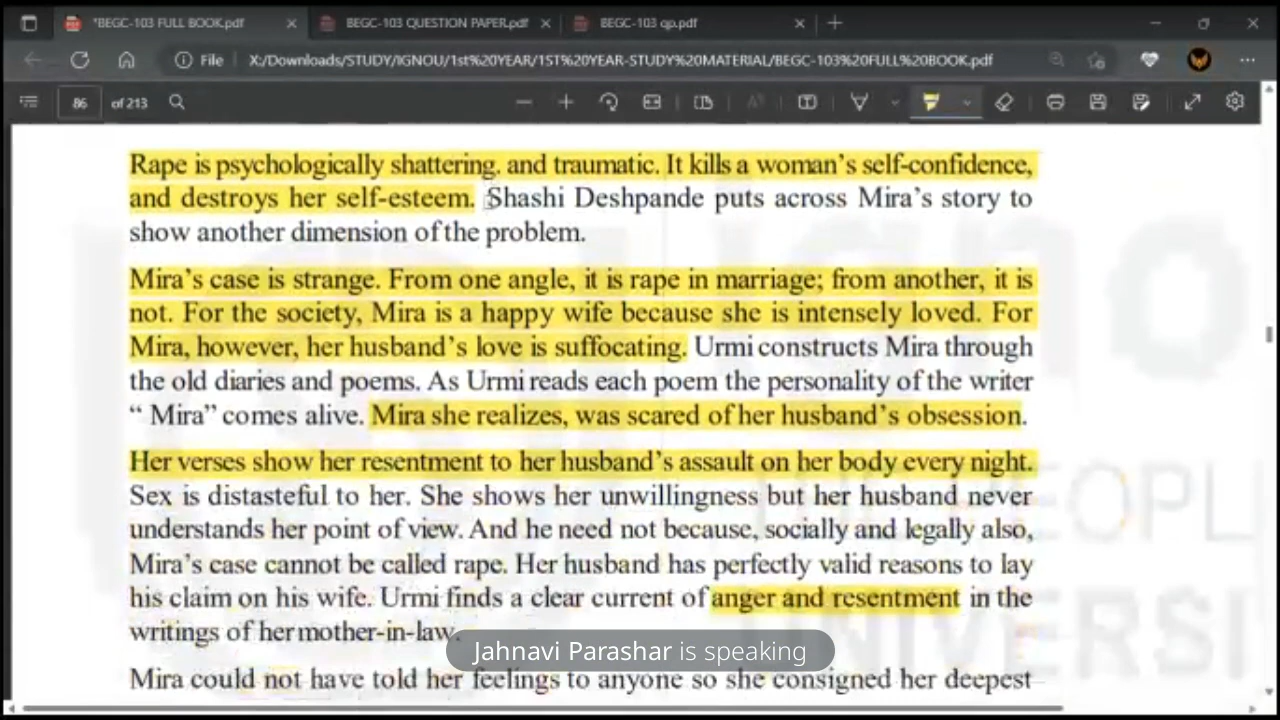 *BEGC-103 FULL BOOK.pdf
BEGC-103 QUESTION PAPER.pdf
BEGC-103 qp.pdf
File
X:/Downloads/STUDY/IGNOU/1st%20YEAR/1ST%20YEAR-STUDY%20MATERIAL/BEGC-103%20FULL%20BOOK.pdf
86 of 213
Rape is psychologically shattering. and traumatic. It kills a woman's self-confidence,
and destroys her self-esteem. Shashi Deshpande puts across Mira's story to
show another dimension of the problem.
Mira's case is strange. From one angle, it is rape in marriage; from another, it is
not. For the society, Mira is a happy wife because she is intensely loved. For
Mira, however, her husband's love is suffocating. Urmi constructs Mira through
the old diaries and poems. As Urmi reads each poem the personality of the writer
“ Mira” comes alive. Mira she realizes, was scared of her husband's obsession.
Her verses show her resentment to her husband's assault on her body every night.
Sex is distasteful to her. She shows her unwillingness but her husband never
understands her point of view. And he need not because, socially and legally also,
Mira's case cannot be called rape. Her husband has perfectly valid reasons to lay
his claim on his wife. Urmi finds a clear current of anger and resentment in the
writings of her mother-in-law.
Jahnavi Parashar is speaking
Mira could not have told her feelings to anyone so she consigned her deepest